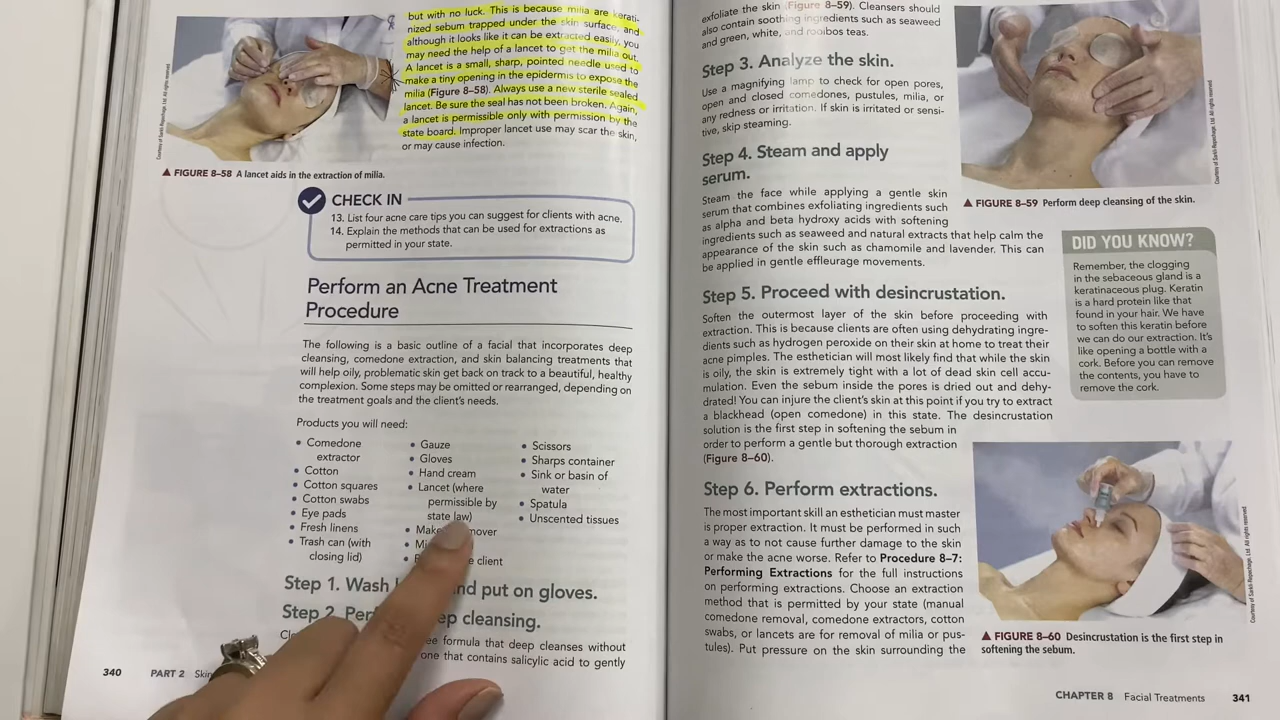 but with no luck. This is because milia are kerati-
nized sebum trapped under the skin surface, and
although it looks like it can be extracted easily, you
may need the help of a lancet to get the milia out.
A lancet is a small, sharp, pointed needle used to
make a tiny opening in the epidermis to expose the
milia (Figure 8–58). Always use a new sterile sealed
lancet. Be sure the seal has not been broken. Again,
a lancet is permissible only with permission by the
state board. Improper lancet use may scar the skin,
or may cause infection.
Courtesy of Sarkli-Repechage, Ltd. All rights reserved.
▲ FIGURE 8–58 A lancet aids in the extraction of milia.
CHECK IN
13. List four acne care tips you can suggest for clients with acne.
14. Explain the methods that can be used for extractions as
permitted in your state.
Perform an Acne Treatment
Procedure
The following is a basic outline of a facial that incorporates deep
cleansing, comedone extraction, and skin balancing treatments that
will help oily, problematic skin get back on track to a beautiful, healthy
complexion. Some steps may be omitted or rearranged, depending on
the treatment goals and the client's needs.
Products you will need:
• Comedone
extractor
• Cotton
• Cotton squares
• Cotton swabs
• Eye pads
• Fresh linens
• Trash can (with
closing lid)
• Gauze
• Gloves
• Hand cream
• Lancet (where
permissible by
state law)
• Make mover
• Mi
client
• Scissors
• Sharps container
• Sink or basin of
water
• Spatula
• Unscented tissues
Step 1. Wash nd put on gloves.
Step 2. Per ep cleansing.
ee formula that deep cleanses without
one that contains salicylic acid to gently
340 PART 2 Skin
exfoliate the skin (Figure 8–59). Cleansers should
also contain soothing ingredients such as seaweed
and green, white, and rooibos teas.
Step 3. Analyze the skin.
Use a magnifying lamp to check for open pores,
open and closed comedones, pustules, milia, or
any redness or irritation. If skin is irritated or sensi-
tive, skip steaming.
Step 4. Steam and apply
serum.
Steam the face while applying a gentle skin
serum that combines exfoliating ingredients such
as alpha and beta hydroxy acids with softening
ingredients such as seaweed and natural extracts that help calm the
appearance of the skin such as chamomile and lavender. This can
be applied in gentle effleurage movements.
Step 5. Proceed with desincrustation.
Soften the outermost layer of the skin before proceeding with
extraction. This is because clients are often using dehydrating ingre-
dients such as hydrogen peroxide on their skin at home to treat their
acne pimples. The esthetician will most likely find that while the skin
is oily, the skin is extremely tight with a lot of dead skin cell accu-
mulation. Even the sebum inside the pores is dried out and dehy-
drated! You can injure the client's skin at this point if you try to extract
a blackhead (open comedone) in this state. The desincrustation
solution is the first step in softening the sebum in
order to perform a gentle but thorough extraction
(Figure 8–60).
Step 6. Perform extractions.
The most important skill an esthetician must master
is proper extraction. It must be performed in such
a way as to not cause further damage to the skin
or make the acne worse. Refer to Procedure 8–7:
Performing Extractions for the full instructions
on performing extractions. Choose an extraction
method that is permitted by your state (manual
comedone removal, comedone extractors, cotton
swabs, or lancets are for removal of milia or pus-
tules). Put pressure on the skin surrounding the
Courtesy of Sarkli-Repechage, Ltd. All rights reserved.
▲ FIGURE 8–59 Perform deep cleansing of the skin.
DID YOU KNOW?
Remember, the clogging
in the sebaceous gland is a
keratinaceous plug. Keratin
is a hard protein like that
found in your hair. We have
to soften this keratin before
we can do our extraction. It's
like opening a bottle with a
cork. Before you can remove
the contents, you have to
remove the cork.
Courtesy of Sarkli-Repechage, Ltd. All rights reserved.
▲ FIGURE 8–60 Desincrustation is the first step in
softening the sebum.
CHAPTER 8 Facial Treatments 341